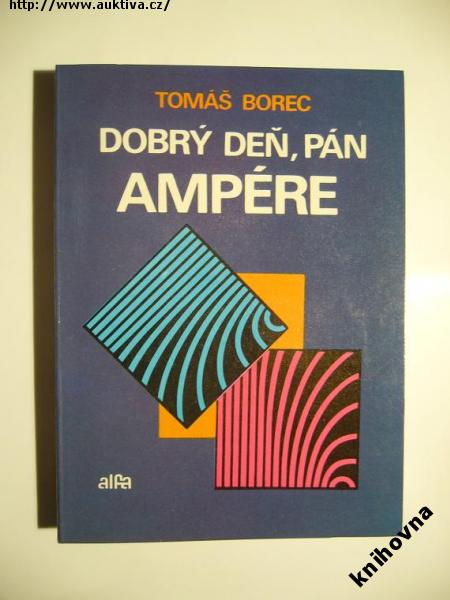 http://www.auktiva.cz/
TOMÁŠ BOREC
DOBRÝ DEŇ, PÁN
AMPÉRE
alfa
knihovna